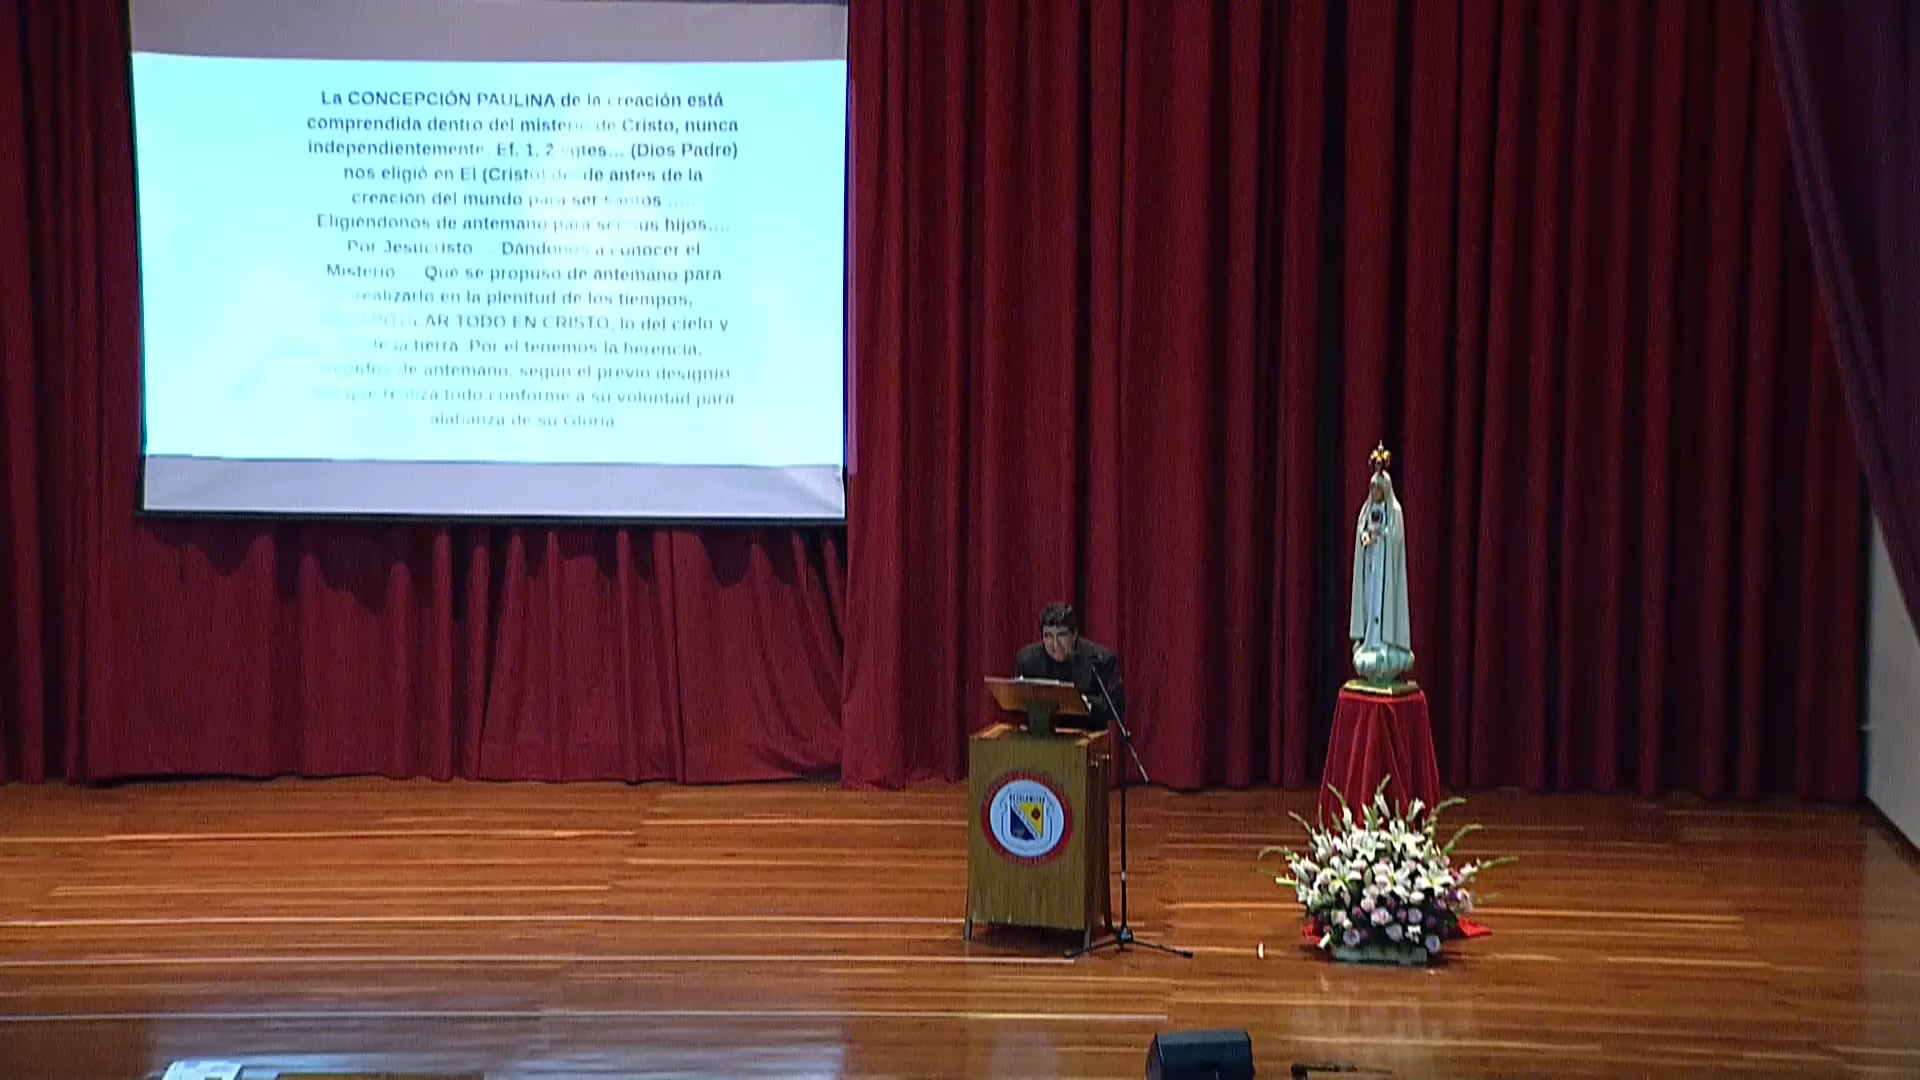 La CONCEPCIÓN PAULINA de la creación está
comprendida dentro del misterio de Cristo, nunca
independientemente. Ef. 1, 2 sgtes... (Dios Padre)
nos eligió en El (Cristo) desde antes de la
creación del mundo para ser santos .....
Eligiéndonos de antemano para ser sus hijos....
Por Jesucristo ... Dándonos a conocer el
Misterio ... Que se propuso de antemano para
realizarlo en la plenitud de los tiempos,
TODO EN CRISTO, lo del cielo y
de la tierra. Por el tenemos la herencia,
de antemano, según el previo designio
que realiza todo conforme a su voluntad para
alabanza de su Gloria.